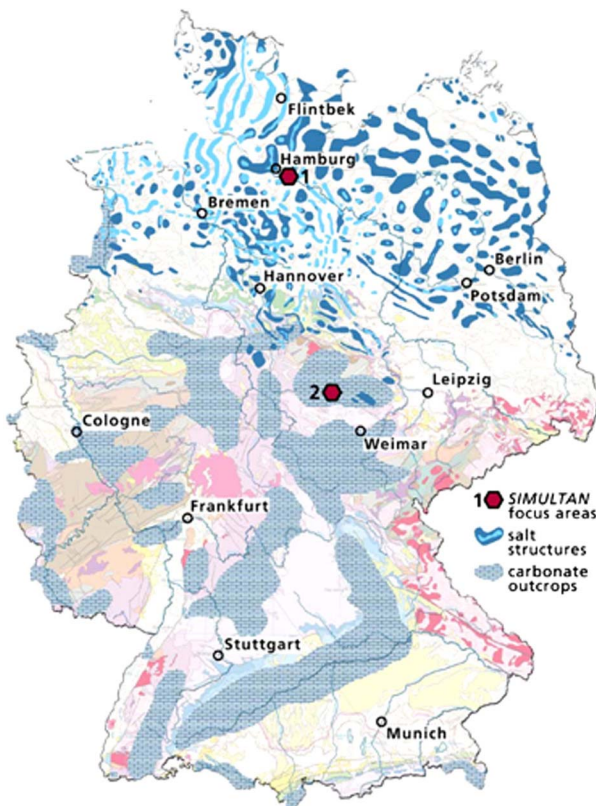 Flintbek
Hamburg
1
Bremen
Berlin
Hannover
Potsdam
Leipzig
2
Cologne
Weimar
1 SIMULTAN
focus areas
Frankfurt
salt
structures
carbonate
outcrops
Stuttgart
Munich